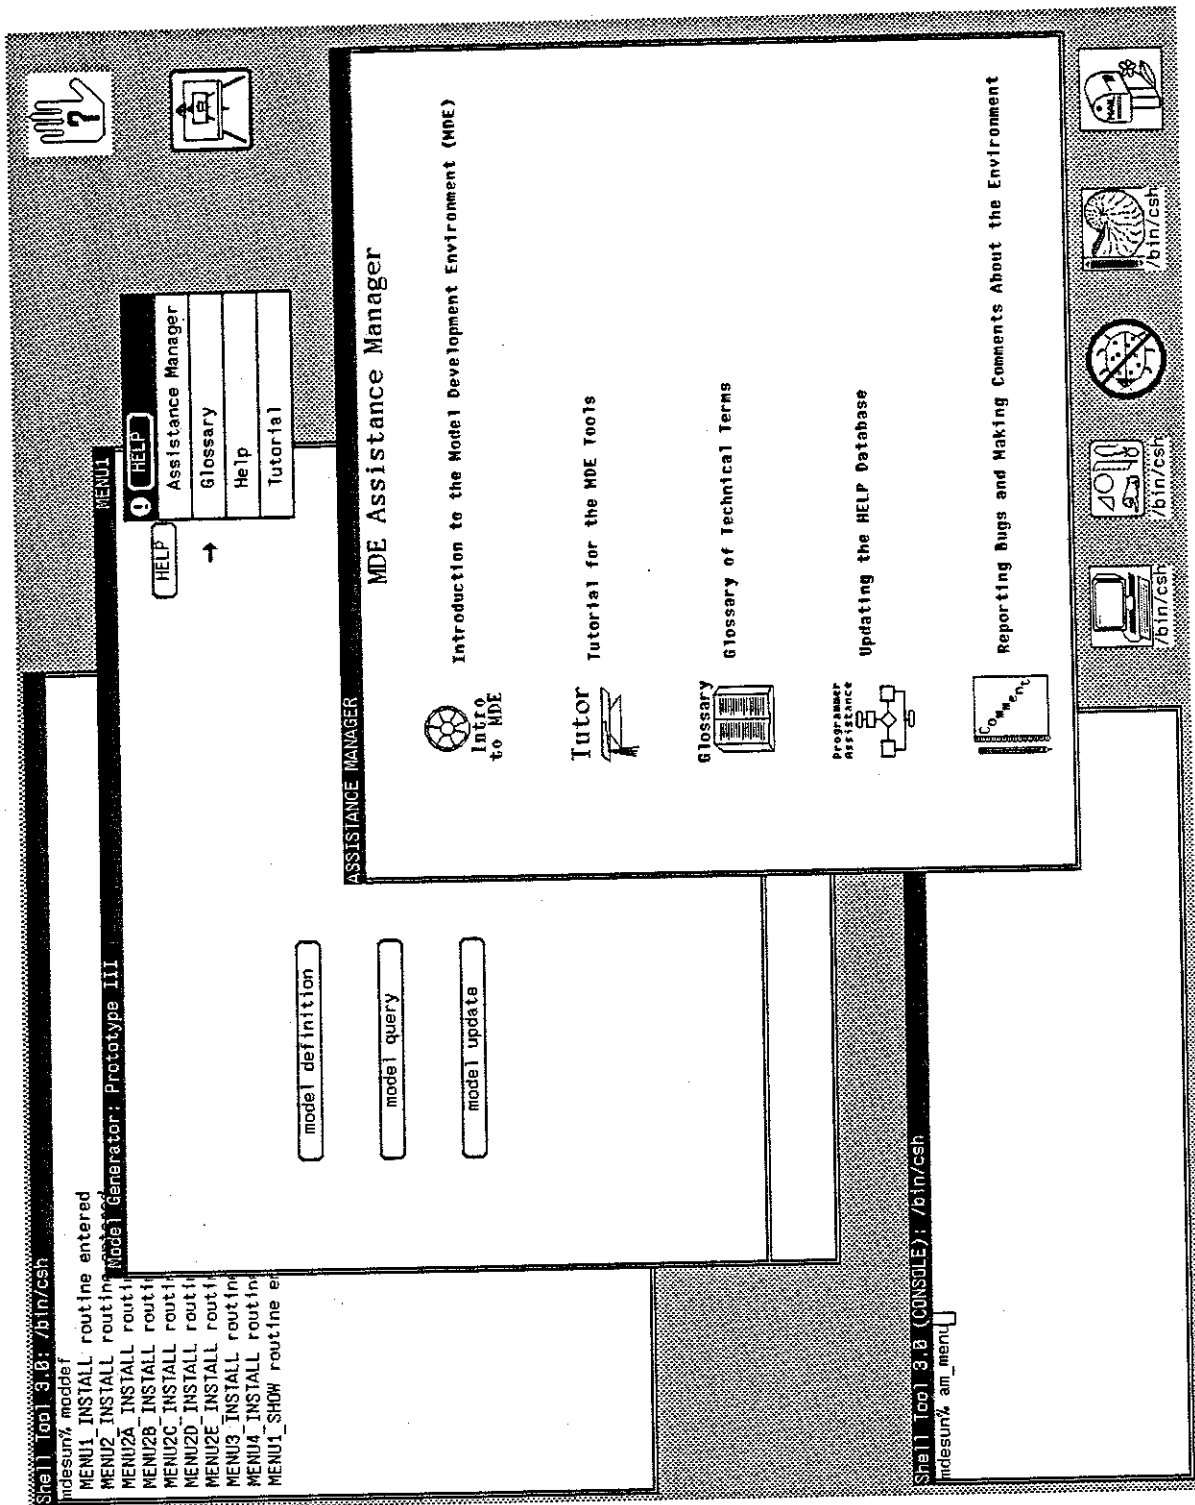 Shell Tool 3.0: /bin/csh
mdesun% moddef
MENU1_INSTALL routine entered
MENU2_INSTALL routine entered
MENU2A_INSTALL routi
MENU2B_INSTALL routi
MENU2C_INSTALL routi
MENU2D_INSTALL routi
MENU2E_INSTALL routi
MENU3_INSTALL routine
MENU4_INSTALL routine
MENU1_SHOW routine en
Model Generator: Prototype III
MENU1
HELP
HELP
Assistance Manager
Glossary
Help
Tutorial
model definition
model query
model update
ASSISTANCE MANAGER
MDE Assistance Manager
Intro
to MDE
Introduction to the Model Development Environment (MDE)
Tutor
Tutorial for the MDE Tools
Glossary
Glossary of Technical Terms
Programmer
Assistance
Updating the HELP Database
Comment
Reporting Bugs and Making Comments About the Environment
Shell Tool 3.0 (CONSOLE): /bin/csh
mdesun% am_menu
/bin/csh
/bin/csh
/bin/csh
MAIL
?